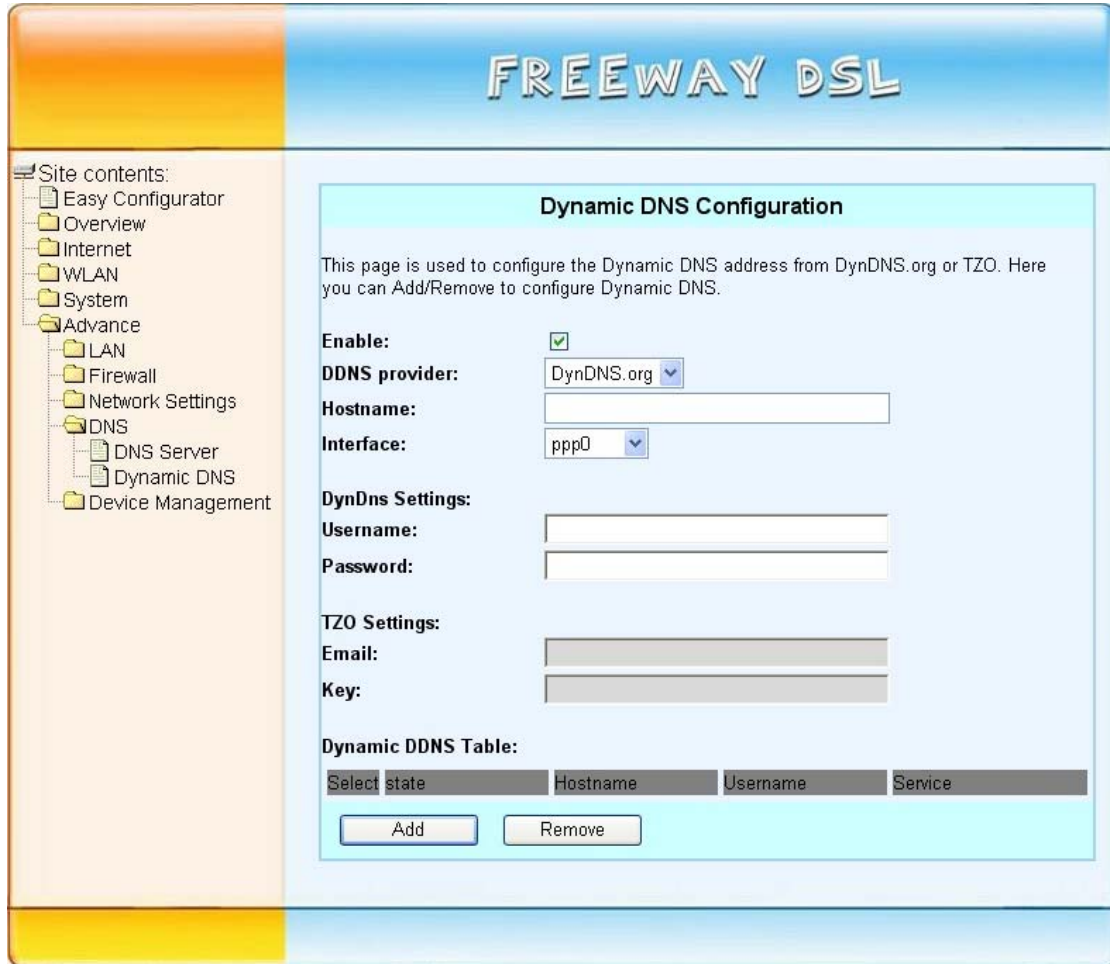 FREEWAY DSL
Site contents:
Easy Configurator
Overview
Internet
WLAN
System
Advance
LAN
Firewall
Network Settings
DNS
DNS Server
Dynamic DNS
Device Management
Dynamic DNS Configuration
This page is used to configure the Dynamic DNS address from DynDNS.org or TZO. Here
you can Add/Remove to configure Dynamic DNS.
Enable:
DDNS provider: DynDNS.org
Hostname:
Interface: ppp0
DynDns Settings:
Username:
Password:
TZO Settings:
Email:
Key:
Dynamic DDNS Table:
Select state Hostname Username Service
Add Remove